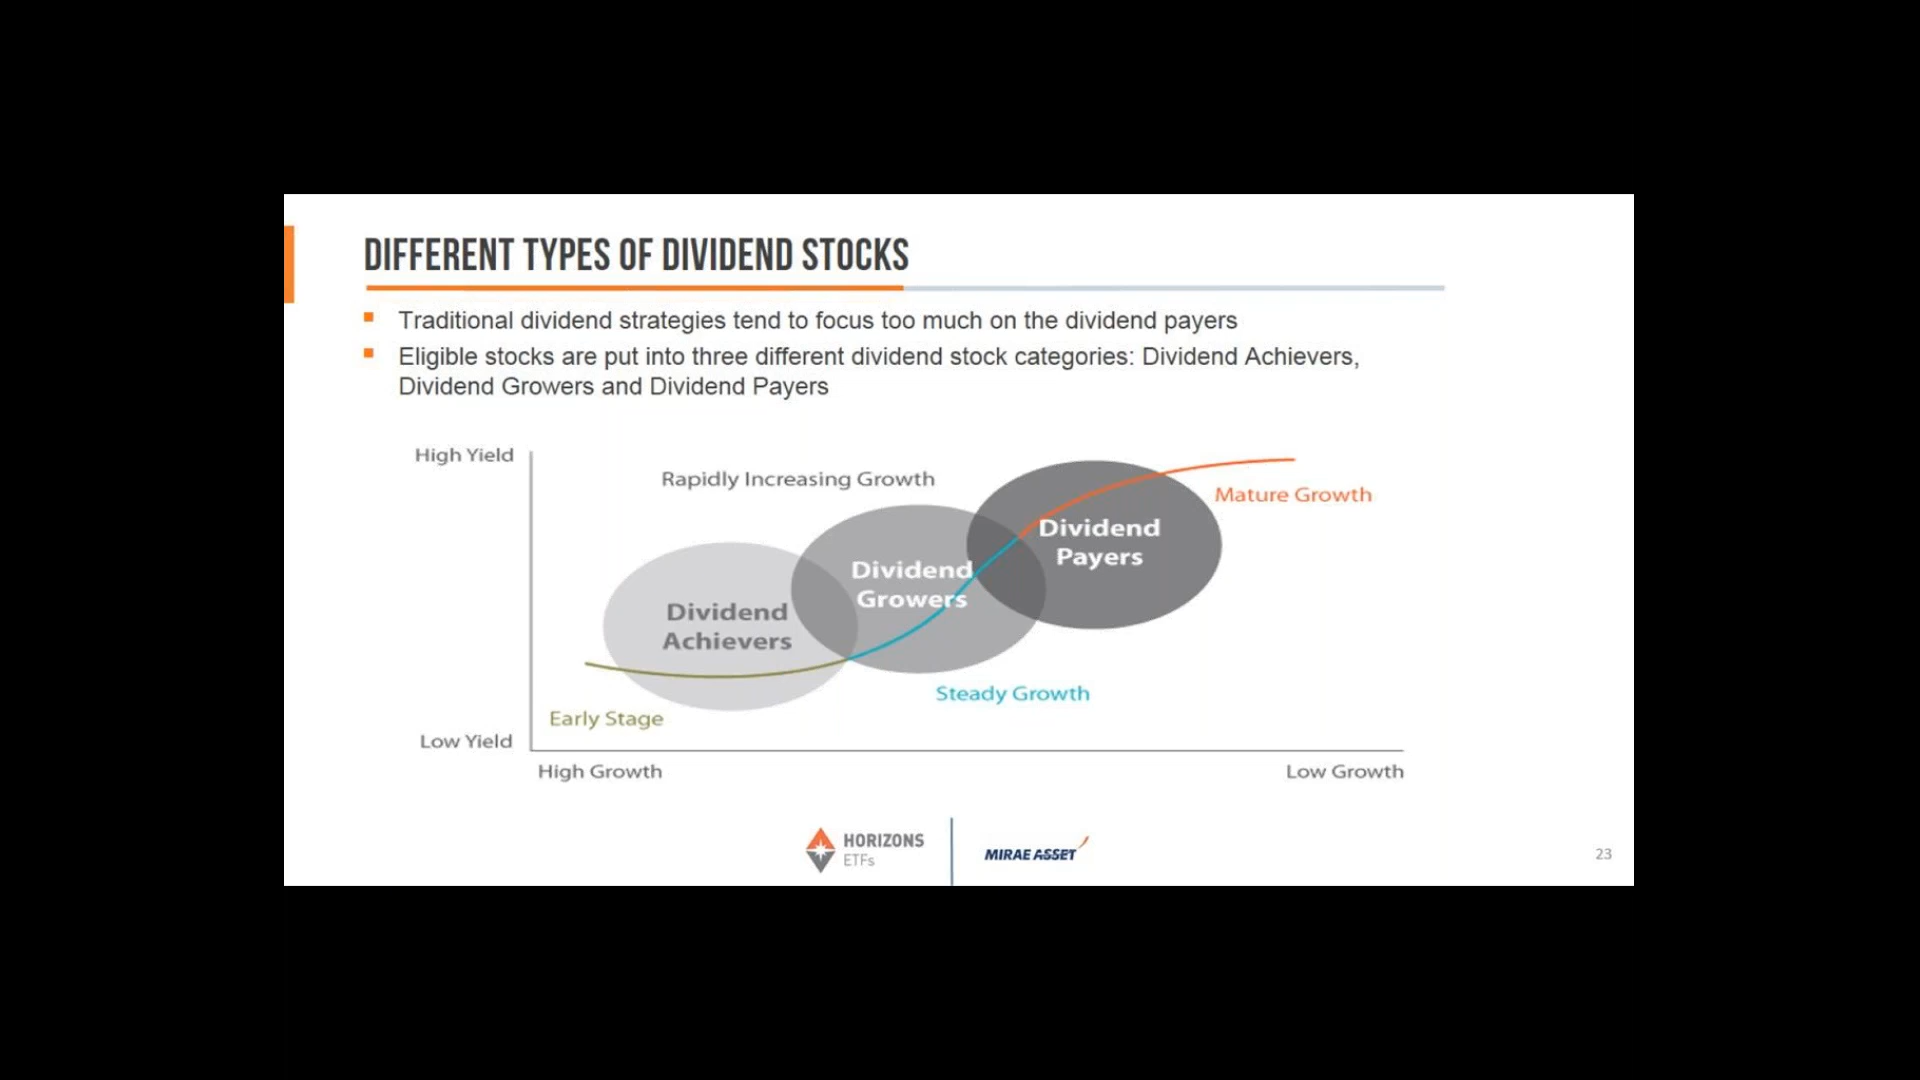 DIFFERENT TYPES OF DIVIDEND STOCKS
Traditional dividend strategies tend to focus too much on the dividend payers
Eligible stocks are put into three different dividend stock categories: Dividend Achievers,
Dividend Growers and Dividend Payers
High Yield
Rapidly Increasing Growth
Mature Growth
Dividend
Payers
Dividend
Growers
Dividend
Achievers
Steady Growth
Early Stage
Low Yield
High Growth
Low Growth
HORIZONS
ETFs
MIRAE ASSET
23